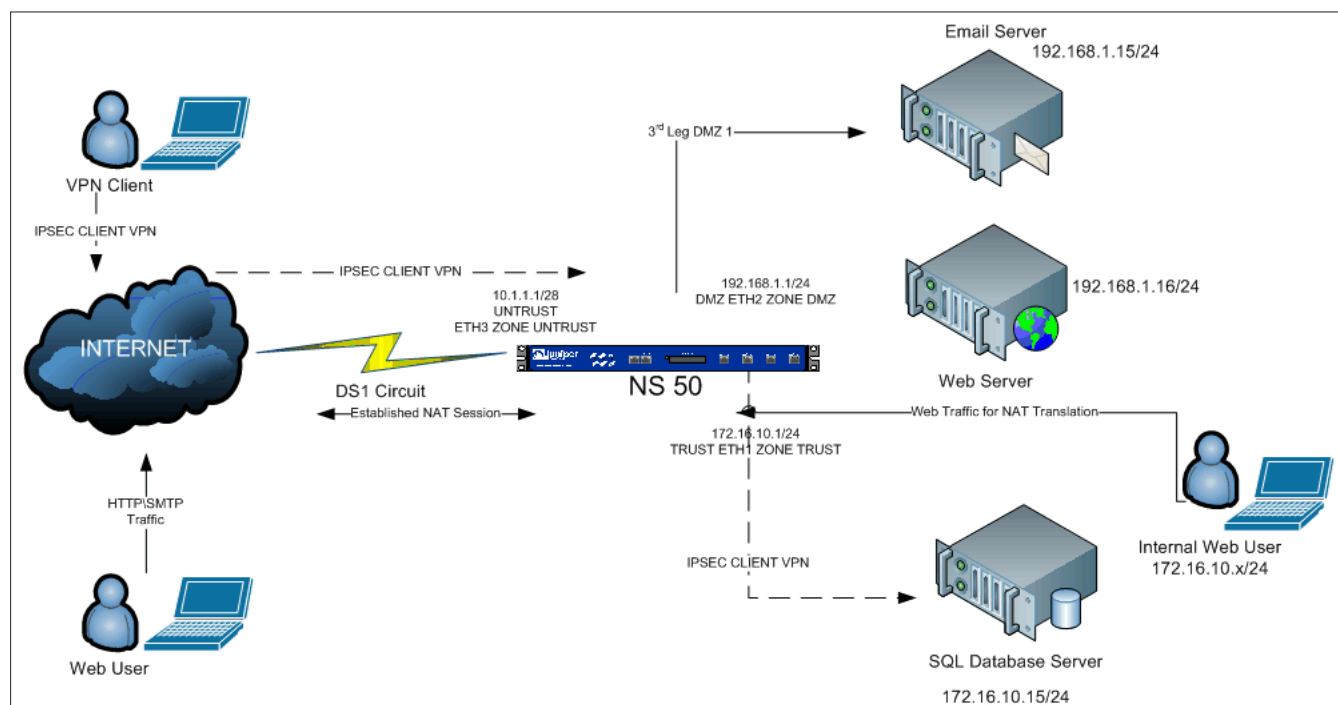 Email Server
192.168.1.15/24
3rd Leg DMZ 1
VPN Client
IPSEC CLIENT VPN
IPSEC CLIENT VPN
10.1.1.1/28
UNTRUST
ETH3 ZONE UNTRUST
192.168.1.1/24
DMZ ETH2 ZONE DMZ
192.168.1.16/24
INTERNET
Juniper
NS 50
Web Server
DS1 Circuit
Established NAT Session
Web Traffic for NAT Translation
172.16.10.1/24
TRUST ETH1 ZONE TRUST
HTTP\SMTP
Traffic
IPSEC CLIENT VPN
Internal Web User
172.16.10.x/24
Web User
SQL Database Server
172.16.10.15/24